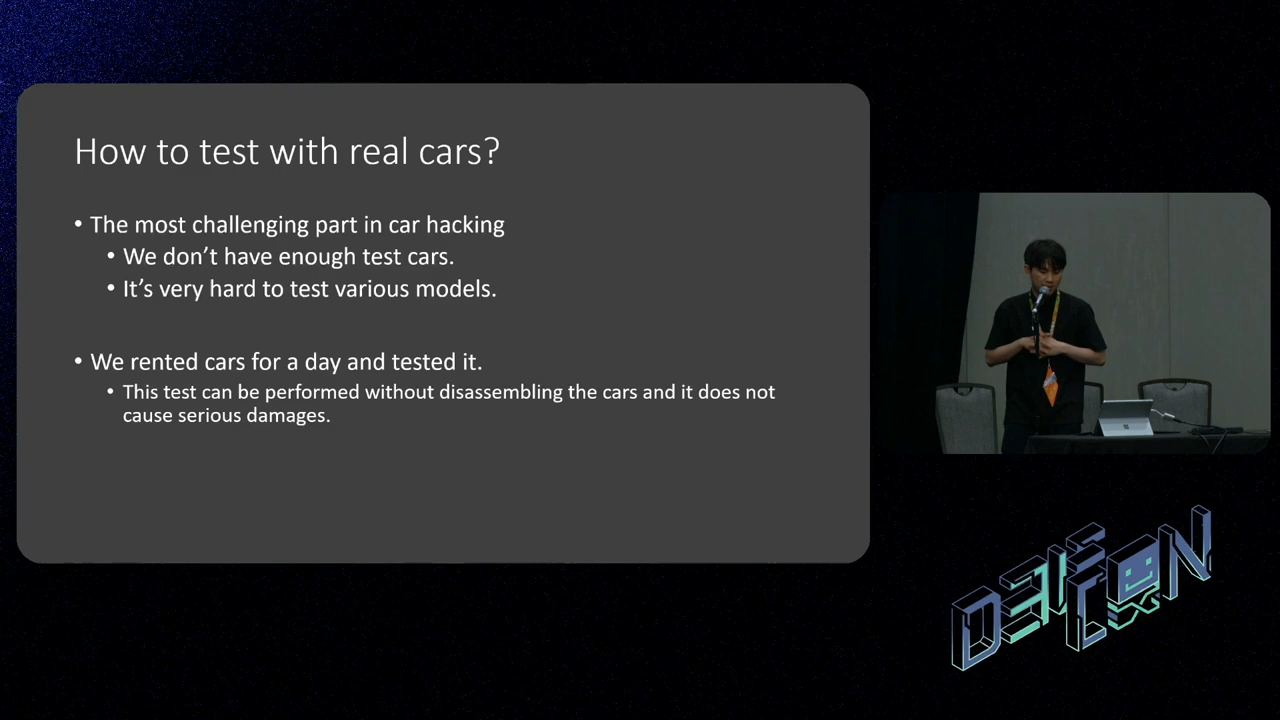 How to test with real cars?
• The most challenging part in car hacking
• We don't have enough test cars.
• It's very hard to test various models.
• We rented cars for a day and tested it.
• This test can be performed without disassembling the cars and it does not
cause serious damages.
DEF CON